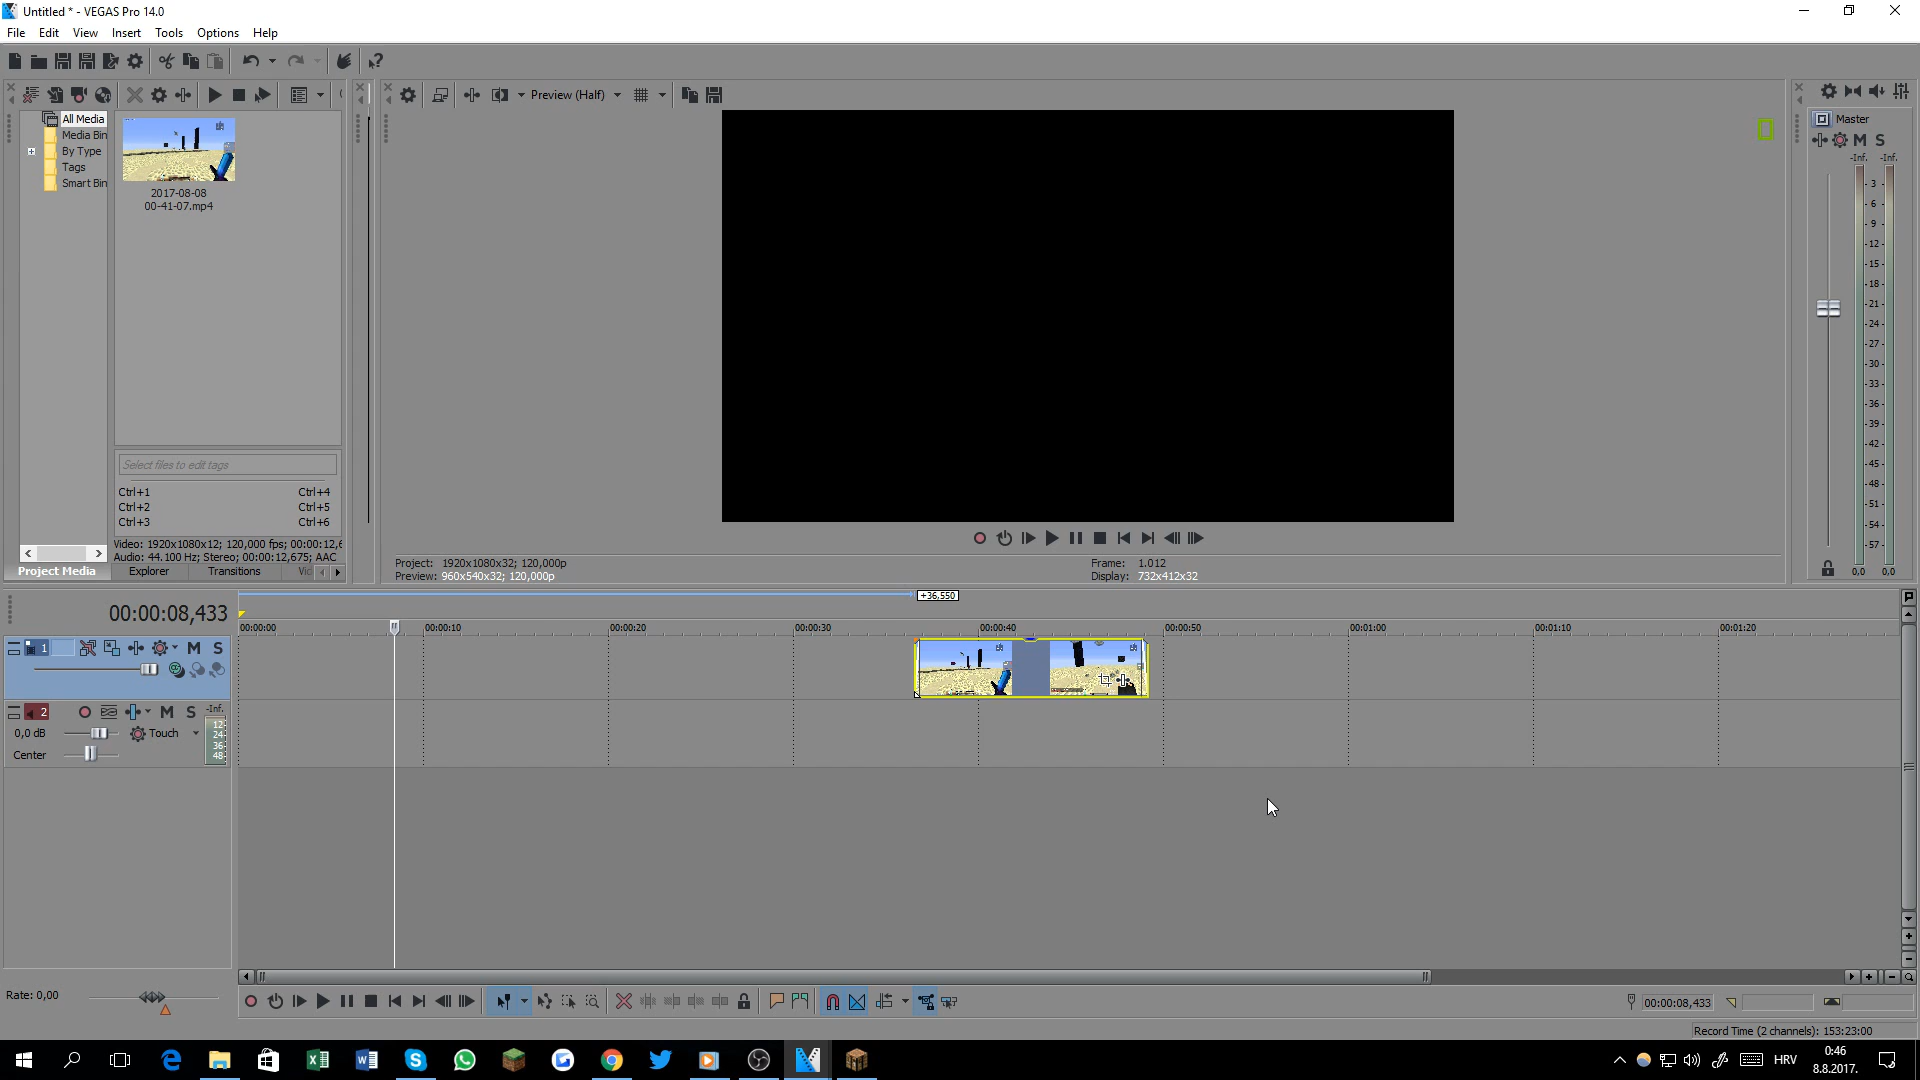 Untitled * - VEGAS Pro 14.0
File Edit View Insert Tools Options Help
Preview (Half)
All Media
Media Bin
By Type
Tags
Smart Bin
2017-08-08
00-41-07.mp4
Master
M S
-Inf. -Inf.
3
6
9
-12-
-15-
-18-
-21-
-24-
-27-
-30-
-33-
-36-
-39-
-42-
-45-
-48-
-51-
-54-
-57-
0,0 0,0
Select files to edit tags
Ctrl+1 Ctrl+4
Ctrl+2 Ctrl+5
Ctrl+3 Ctrl+6
Video: 1920x1080x12; 120,000 fps; 00:00:12,6
Audio: 44.100 Hz; Stereo; 00:00:12,675; AAC
Project Media Explorer Transitions Vid
Project: 1920x1080x32; 120,000p
Preview: 960x540x32; 120,000p
Frame: 1.012
Display: 732x412x32
00:00:08,433
+36,550
00:00:00 00:00:10 00:00:20 00:00:30 00:00:40 00:00:50 00:01:00 00:01:10 00:01:20
1 M S
2 M S -Inf.
0,0 dB Touch
Center
12
24
36
48
Rate: 0,00
00:00:08,433
Record Time (2 channels): 153:23:00
HRV
0:46
8.8.2017.